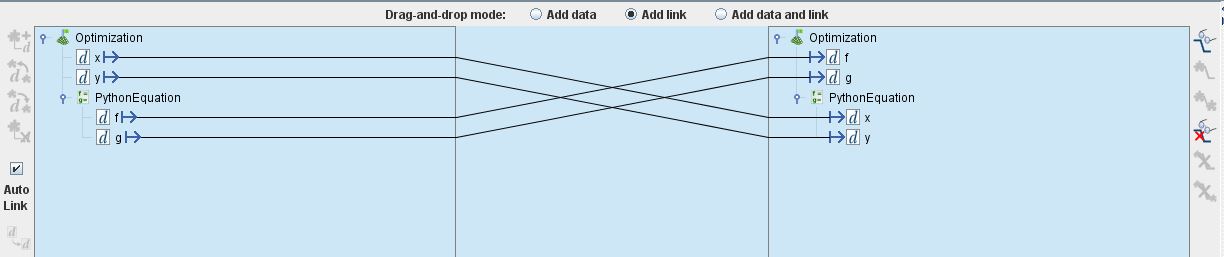 Drag-and-drop mode: Add data Add link Add data and link
Optimization
d x
d y
PythonEquation
d f
d g
Optimization
d f
d g
PythonEquation
d x
d y
Auto
Link